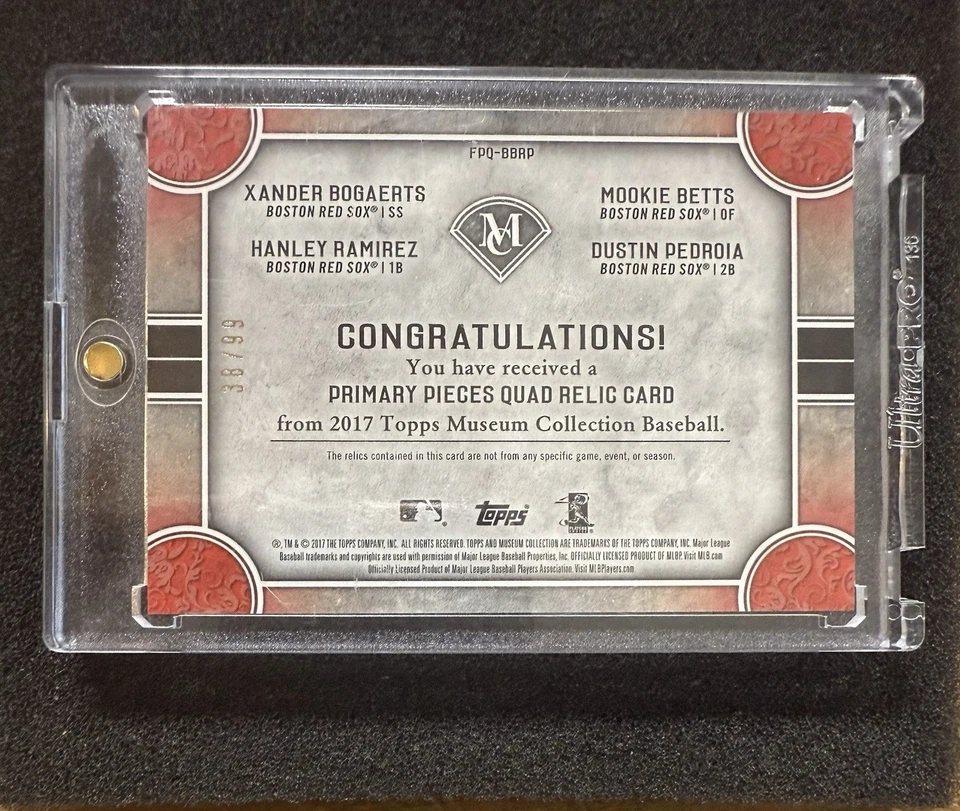 FPQ-BBRP
XANDER BOGAERTS
BOSTON RED SOX® | SS
MOOKIE BETTS
BOSTON RED SOX® | OF
HANLEY RAMIREZ
BOSTON RED SOX® | 1B
DUSTIN PEDROIA
BOSTON RED SOX® | 2B
MC
38/99
CONGRATULATIONS!
You have received a
PRIMARY PIECES QUAD RELIC CARD
from 2017 Topps Museum Collection Baseball.
The relics contained in this card are not from any specific game, event, or season.
topps
®, TM & © 2017 THE TOPPS COMPANY, INC. ALL RIGHTS RESERVED. TOPPS AND MUSEUM COLLECTION ARE TRADEMARKS OF THE TOPPS COMPANY, INC. Major League
Baseball trademarks and copyrights are used with permission of Major League Baseball Properties, Inc. OFFICIALLY LICENSED PRODUCT OF MLBP. Visit MLB.com
Officially Licensed Product of Major League Baseball Players Association. Visit MLBPlayers.com
UltraPRO®
136